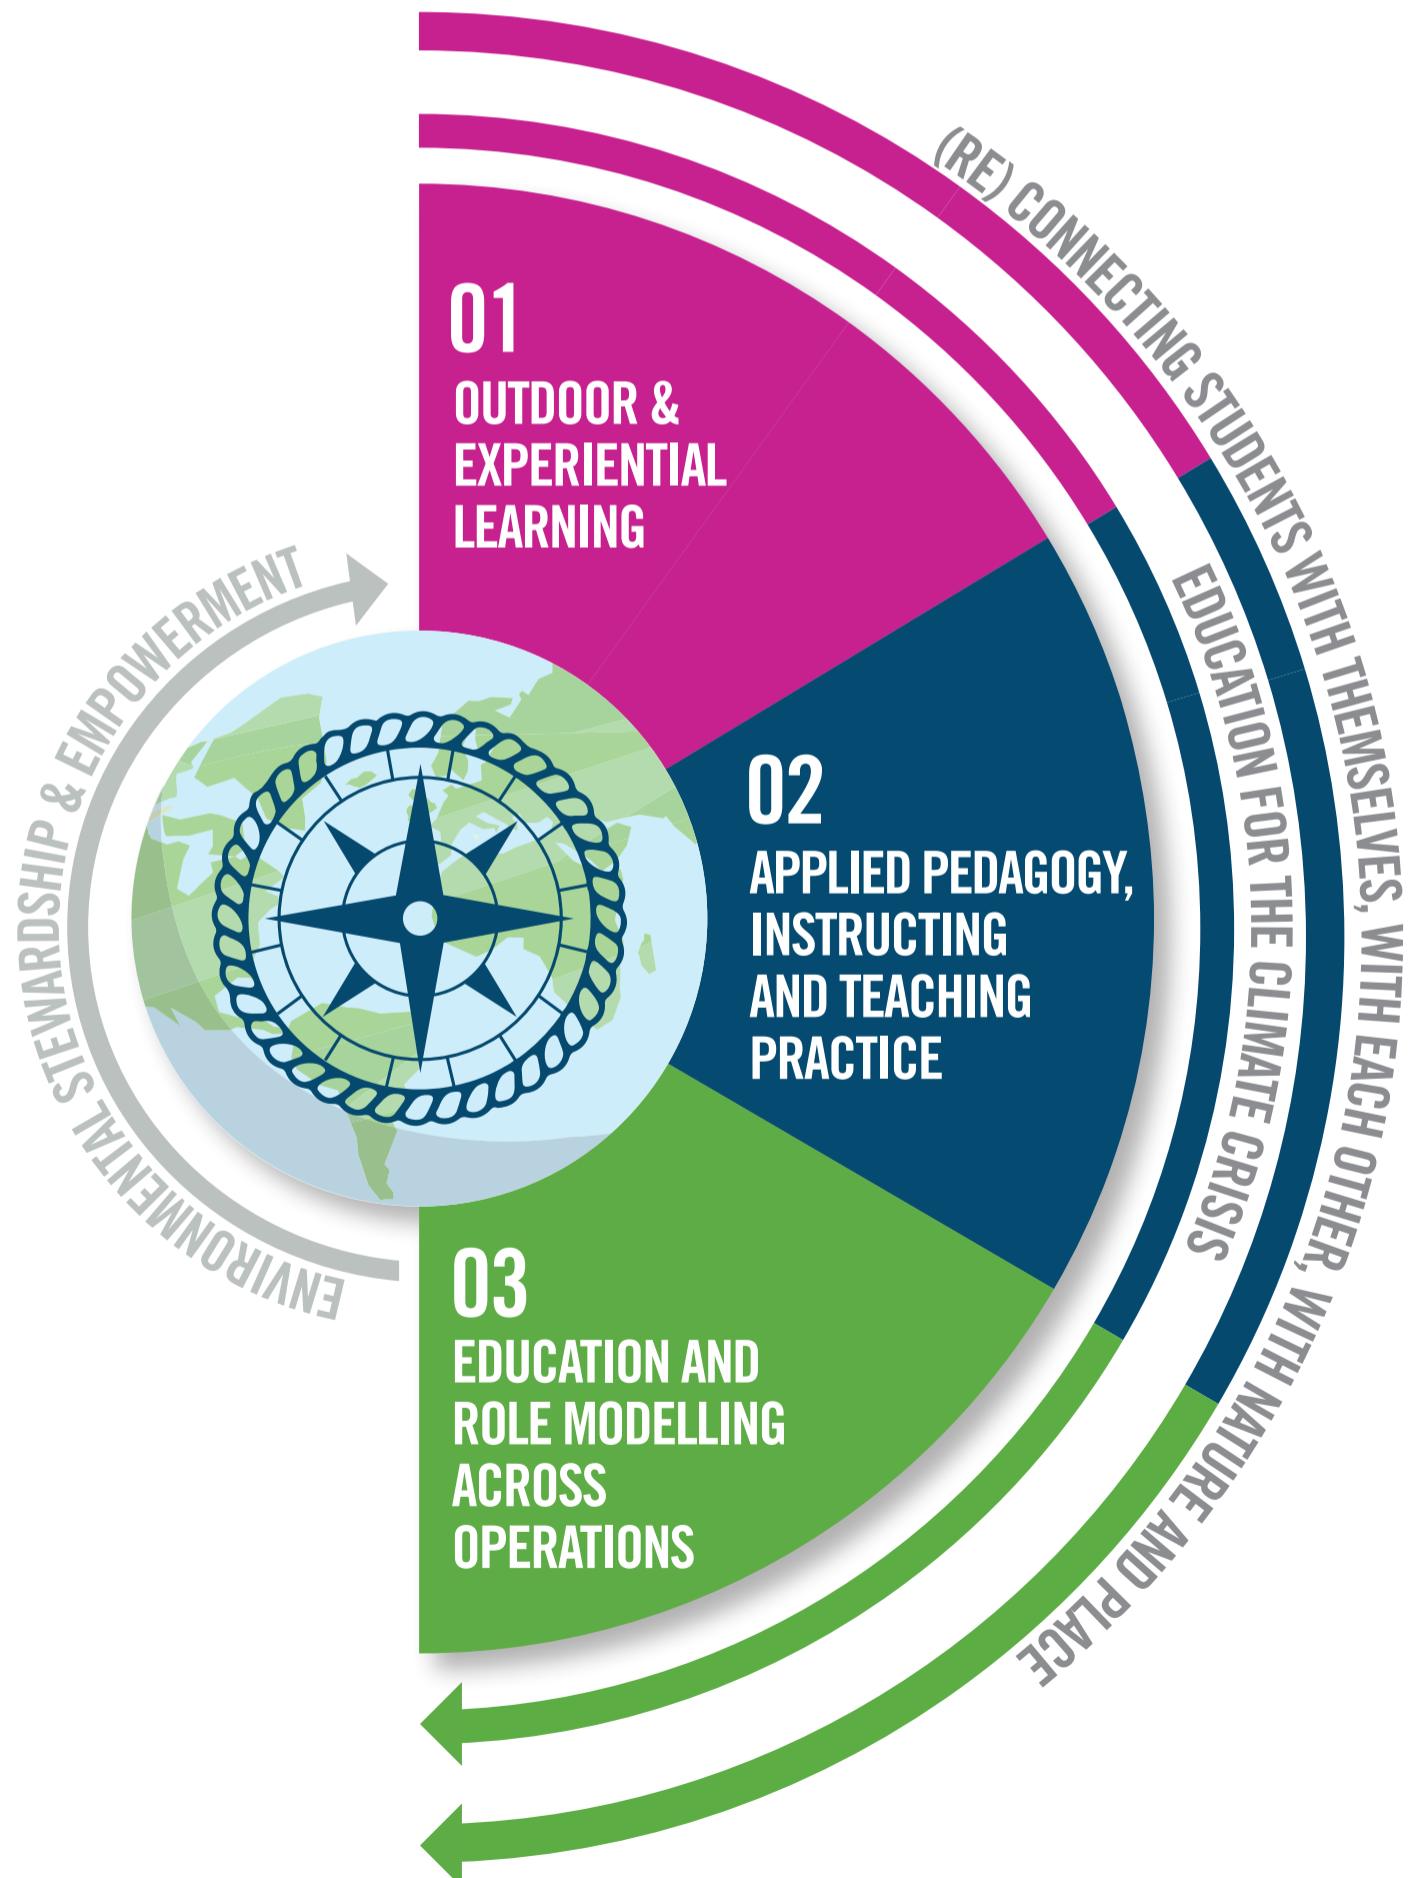 01
OUTDOOR &
EXPERIENTIAL
LEARNING
02
APPLIED PEDAGOGY,
INSTRUCTING
AND TEACHING
PRACTICE
03
EDUCATION AND
ROLE MODELLING
ACROSS
OPERATIONS
(RE) CONNECTING STUDENTS WITH THEMSELVES, WITH EACH OTHER, WITH NATURE AND PLACE
EDUCATION FOR THE CLIMATE CRISIS
ENVIRONMENTAL STEWARDSHIP & EMPOWERMENT